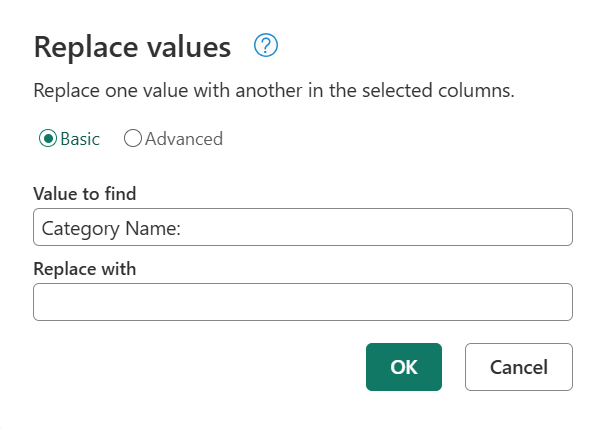 Replace values ?
Replace one value with another in the selected columns.
Basic Advanced
Value to find
Category Name:
Replace with
OK Cancel